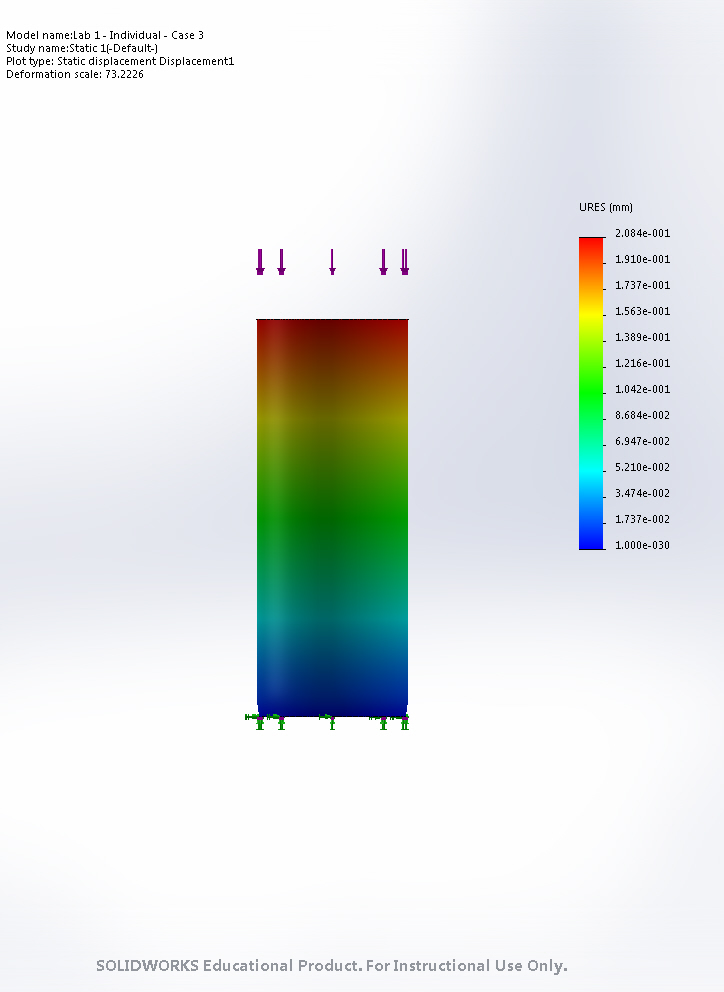 Model name:Lab 1 - Individual - Case 3
Study name:Static 1(-Default-)
Plot type: Static displacement Displacement1
Deformation scale: 73.2226
URES (mm)
2.084e-001
1.910e-001
1.737e-001
1.563e-001
1.389e-001
1.216e-001
1.042e-001
8.684e-002
6.947e-002
5.210e-002
3.474e-002
1.737e-002
1.000e-030
SOLIDWORKS Educational Product. For Instructional Use Only.